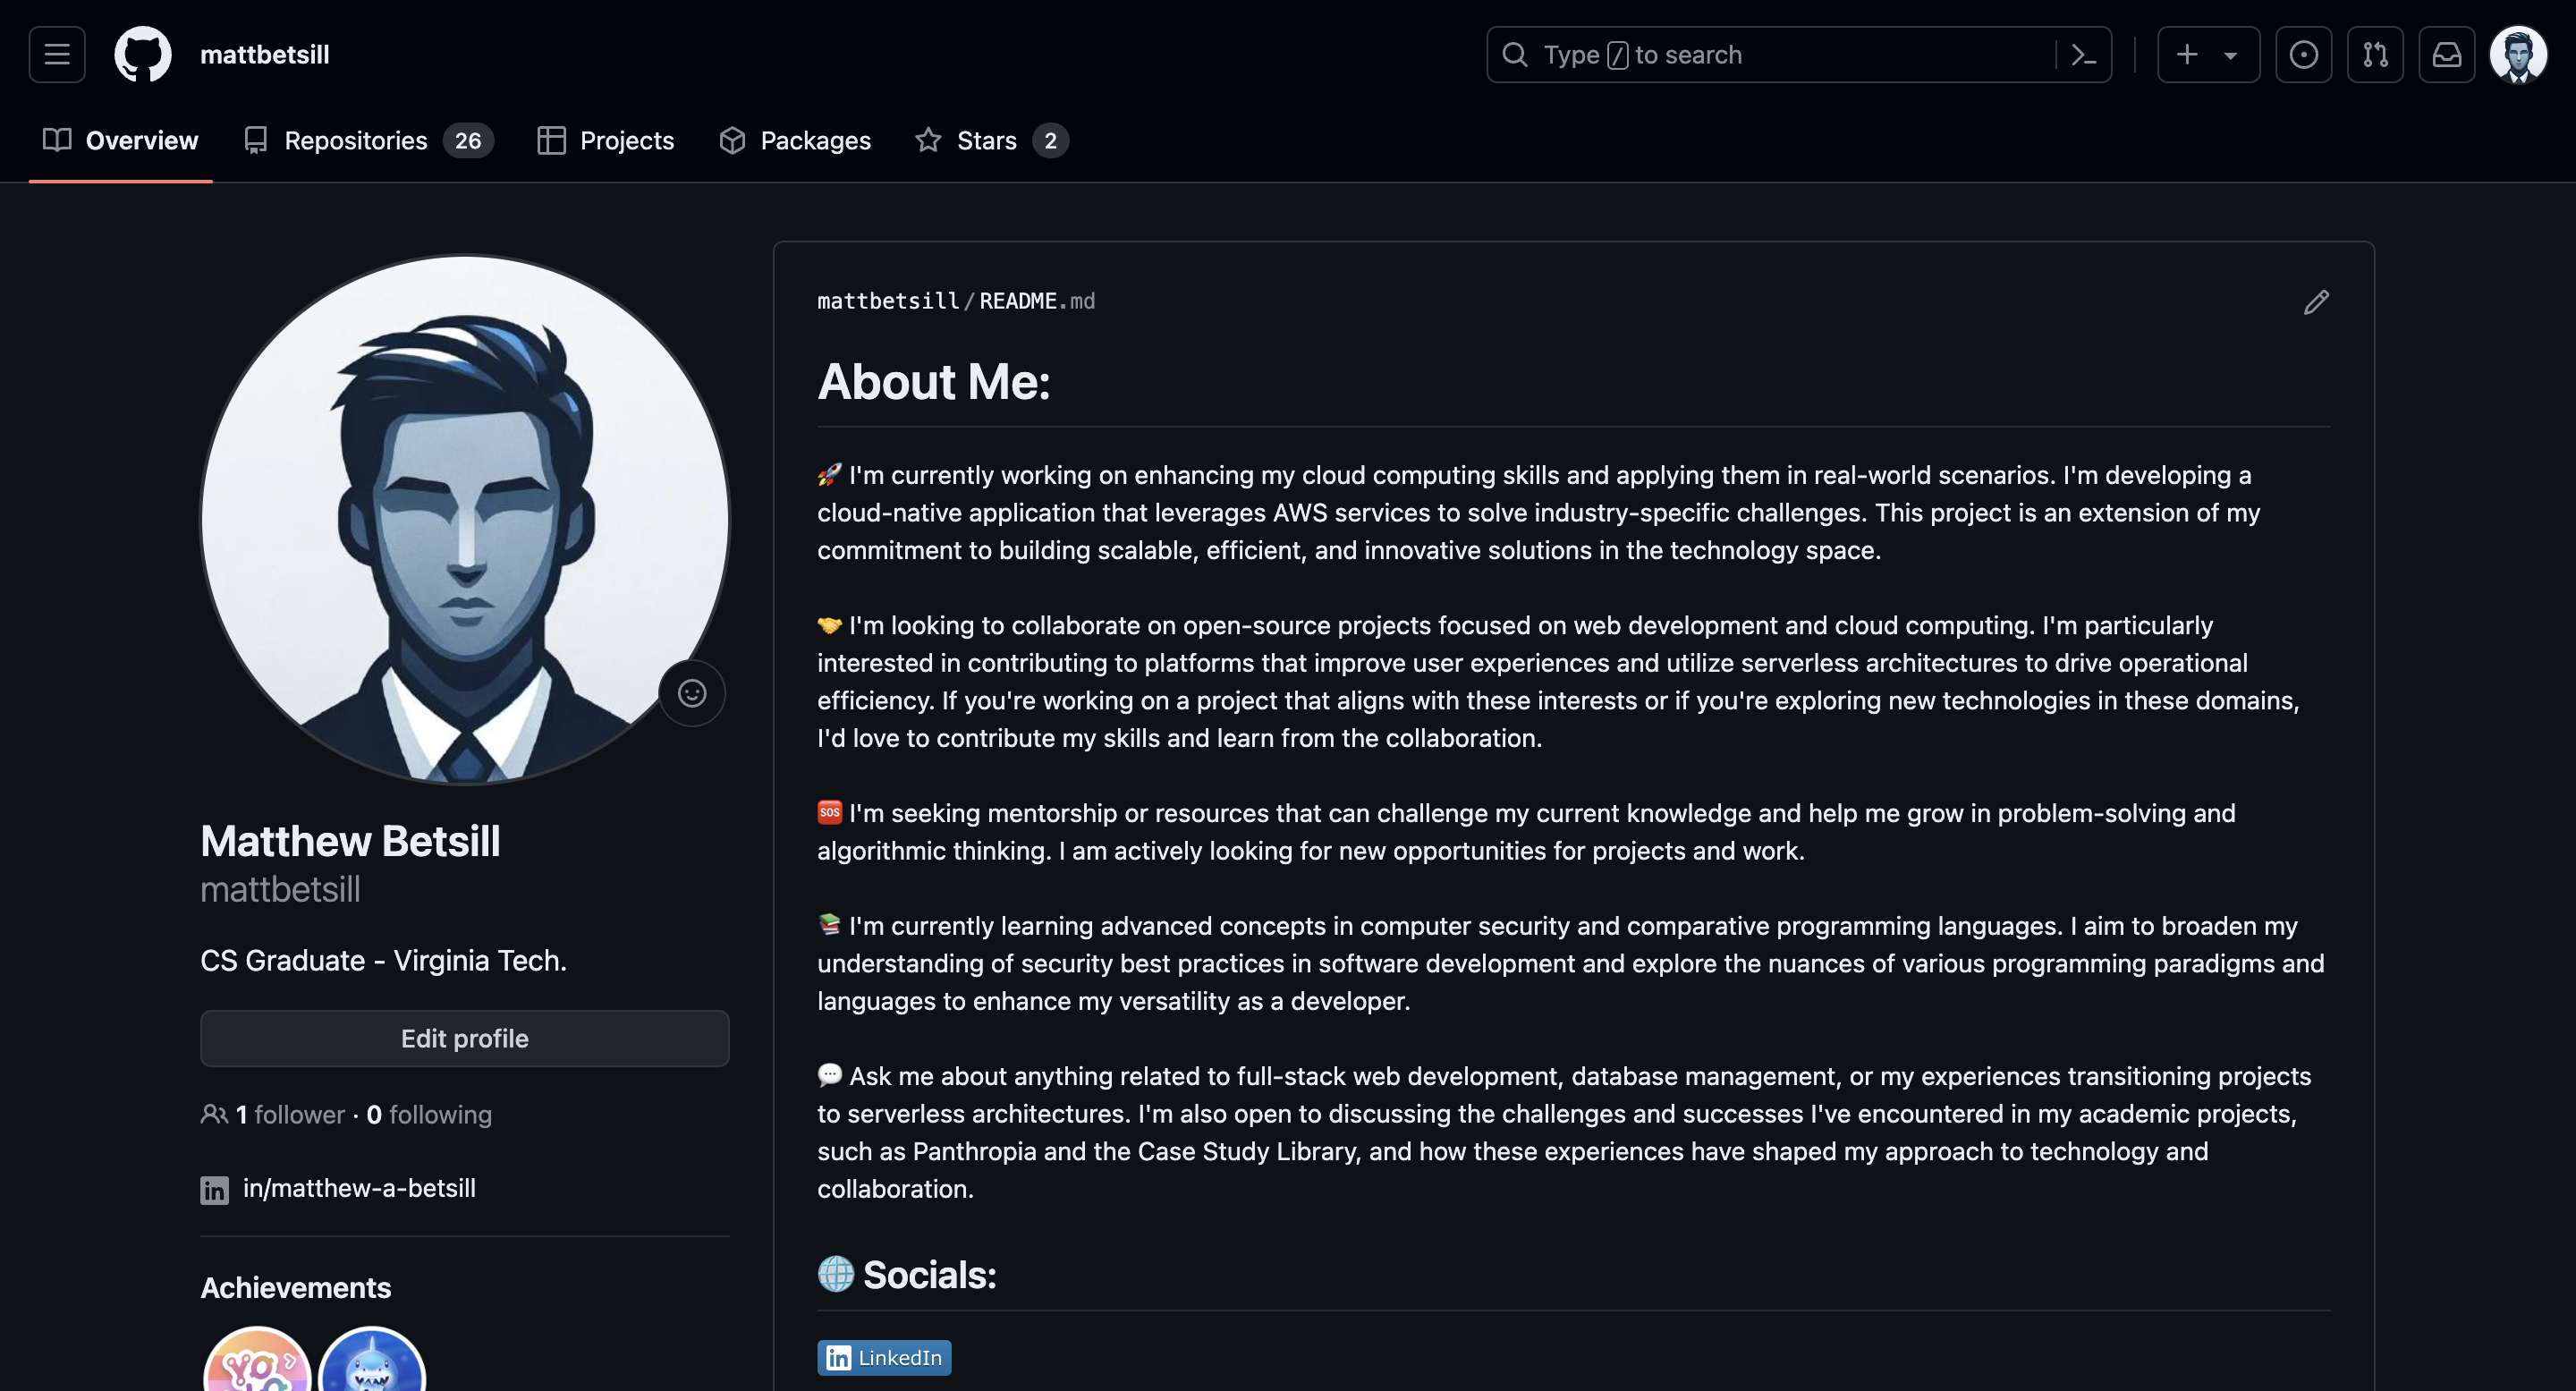 mattbetsill
Type / to search
Overview
Repositories 26
Projects
Packages
Stars 2
Matthew Betsill
mattbetsill
CS Graduate - Virginia Tech.
Edit profile
1 follower · 0 following
in/matthew-a-betsill
Achievements
mattbetsill/README.md
About Me:
🚀 I'm currently working on enhancing my cloud computing skills and applying them in real-world scenarios. I'm developing a
cloud-native application that leverages AWS services to solve industry-specific challenges. This project is an extension of my
commitment to building scalable, efficient, and innovative solutions in the technology space.
🤝 I'm looking to collaborate on open-source projects focused on web development and cloud computing. I'm particularly
interested in contributing to platforms that improve user experiences and utilize serverless architectures to drive operational
efficiency. If you're working on a project that aligns with these interests or if you're exploring new technologies in these domains,
I'd love to contribute my skills and learn from the collaboration.
🆘 I'm seeking mentorship or resources that can challenge my current knowledge and help me grow in problem-solving and
algorithmic thinking. I am actively looking for new opportunities for projects and work.
📚 I'm currently learning advanced concepts in computer security and comparative programming languages. I aim to broaden my
understanding of security best practices in software development and explore the nuances of various programming paradigms and
languages to enhance my versatility as a developer.
💬 Ask me about anything related to full-stack web development, database management, or my experiences transitioning projects
to serverless architectures. I'm also open to discussing the challenges and successes I've encountered in my academic projects,
such as Panthropia and the Case Study Library, and how these experiences have shaped my approach to technology and
collaboration.
🌐 Socials:
in LinkedIn